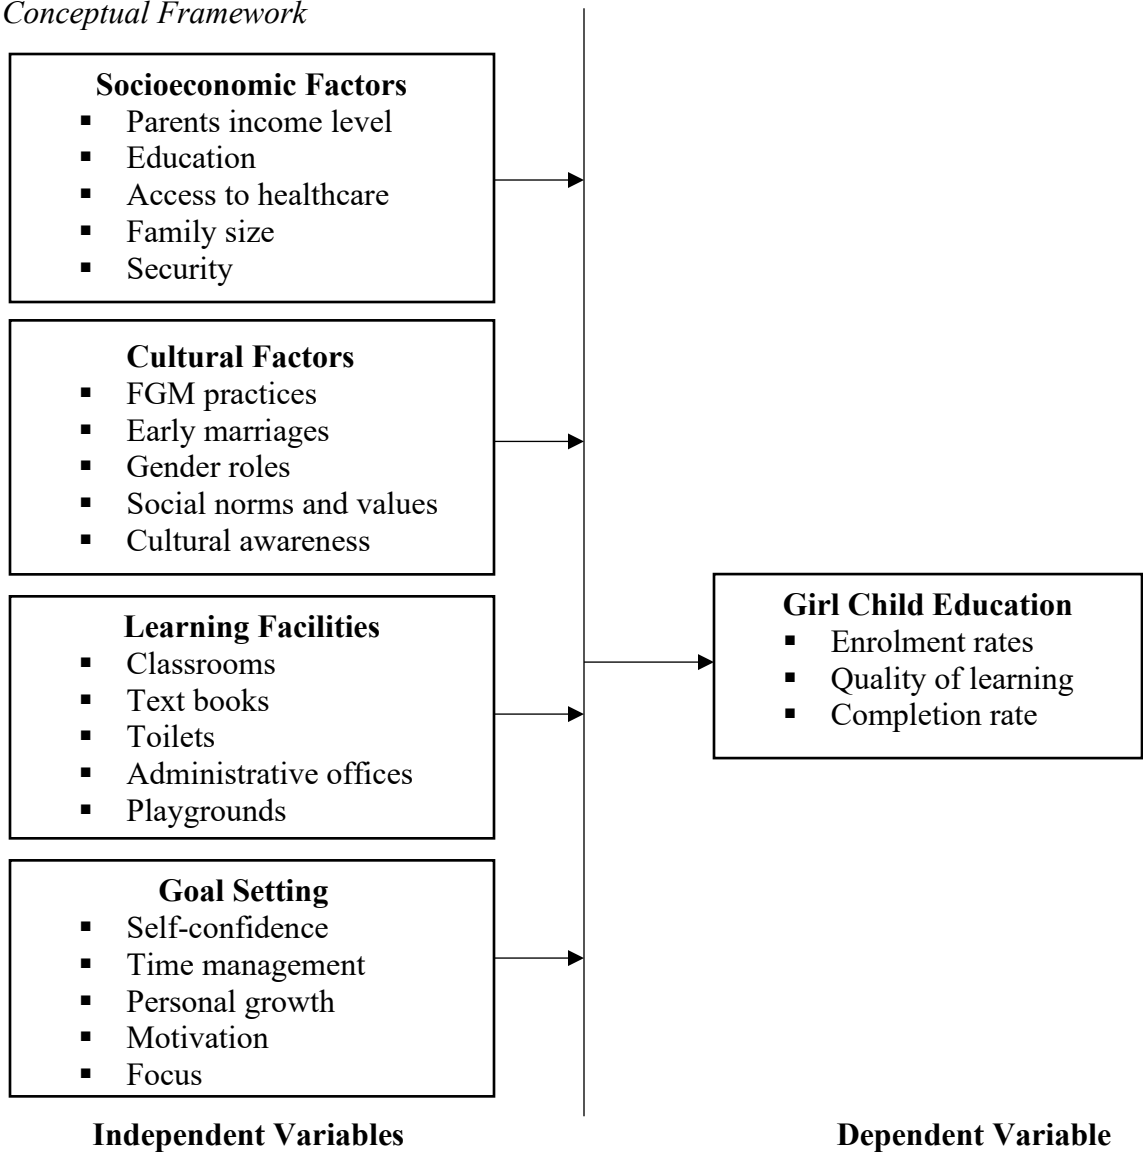 Conceptual Framework
Socioeconomic Factors
▪ Parents income level
▪ Education
▪ Access to healthcare
▪ Family size
▪ Security
Cultural Factors
▪ FGM practices
▪ Early marriages
▪ Gender roles
▪ Social norms and values
▪ Cultural awareness
Learning Facilities
▪ Classrooms
▪ Text books
▪ Toilets
▪ Administrative offices
▪ Playgrounds
Goal Setting
▪ Self-confidence
▪ Time management
▪ Personal growth
▪ Motivation
▪ Focus
Independent Variables
Girl Child Education
▪ Enrolment rates
▪ Quality of learning
▪ Completion rate
Dependent Variable